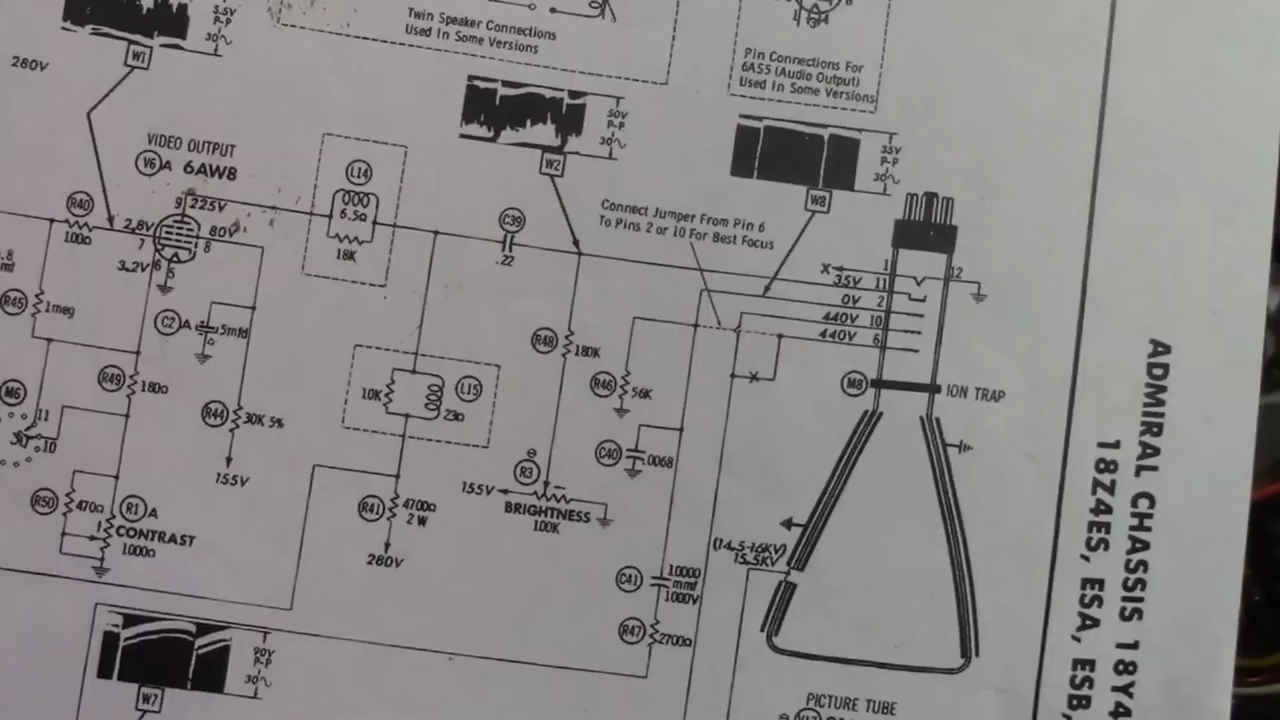 5.5V
P-P
30∿
W1
280V
Twin Speaker Connections
Used In Some Versions
Pin Connections For
6AS5 (Audio Output)
Used In Some Versions
50V
P-P
30∿
W2
35V
P-P
30∿
W8
VIDEO OUTPUT
V6 A 6AW8
9 225V
2.8V
7
80V
8
3.2V 6 5
R40
100Ω
L14
6.5Ω
18K
C39
.22
Connect Jumper From Pin 6
To Pins 2 or 10 For Best Focus
X
1
12
35V 11
0V 2
440V 10
440V 6
R45
1meg
C2 A
5mfd
R49
180Ω
M6
11
10
R44
30K 5%
155V
10K
L15
23Ω
R48
180K
R46
56K
C40
.0068
X
M8
ION TRAP
R50
470Ω
R1 A
CONTRAST
1000Ω
R41
4700Ω
2 W
280V
R3
155V
BRIGHTNESS
100K
(14.5-16KV)
15.5KV
C41
10000
mmf
1000V
R47
2700Ω
90V
P-P
30∿
W7
PICTURE TUBE
ADMIRAL CHASSIS 18Y4
18Z4ES, ESA, ESB,